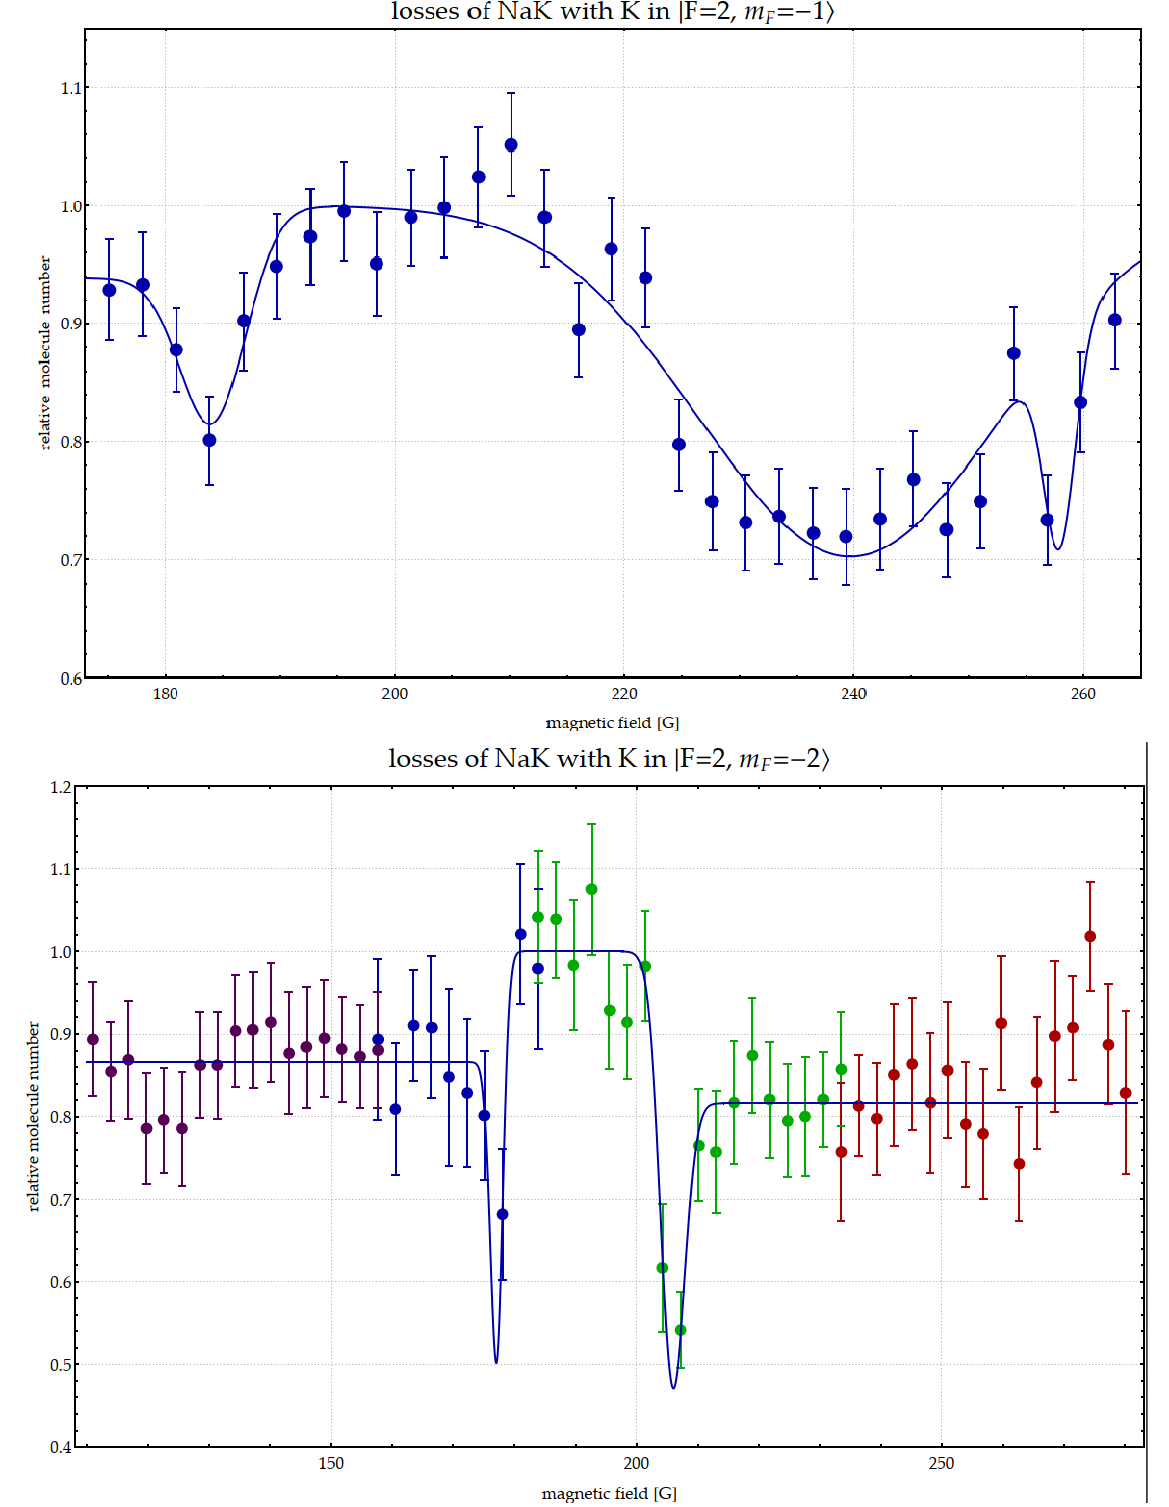 losses of NaK with K in |F=2, m_F=−1⟩
1.1
1.0
0.9
0.8
0.7
0.6
relative molecule number
180 200 220 240 260
magnetic field [G]
losses of NaK with K in |F=2, m_F=−2⟩
1.2
1.1
1.0
0.9
0.8
0.7
0.6
0.5
0.4
relative molecule number
150 200 250
magnetic field [G]